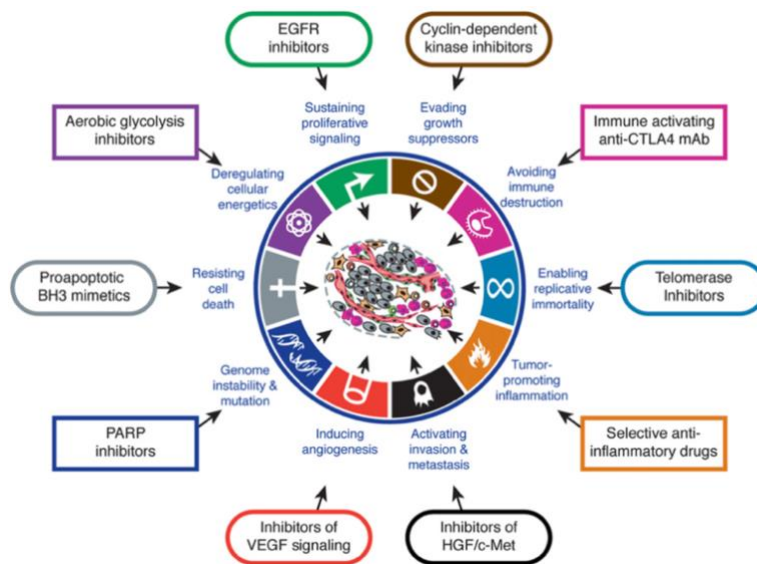 EGFR
inhibitors
Cyclin-dependent
kinase inhibitors
Sustaining
proliferative
signaling
Evading
growth
suppressors
Aerobic glycolysis
inhibitors
Immune activating
anti-CTLA4 mAb
Deregulating
cellular
energetics
Avoiding
immune
destruction
Proapoptotic
BH3 mimetics
Resisting
cell
death
Enabling
replicative
immortality
Telomerase
Inhibitors
Genome
instability &
mutation
Tumor-
promoting
inflammation
PARP
inhibitors
Inducing
angiogenesis
Activating
invasion &
metastasis
Selective anti-
inflammatory drugs
Inhibitors of
VEGF signaling
Inhibitors of
HGF/c-Met